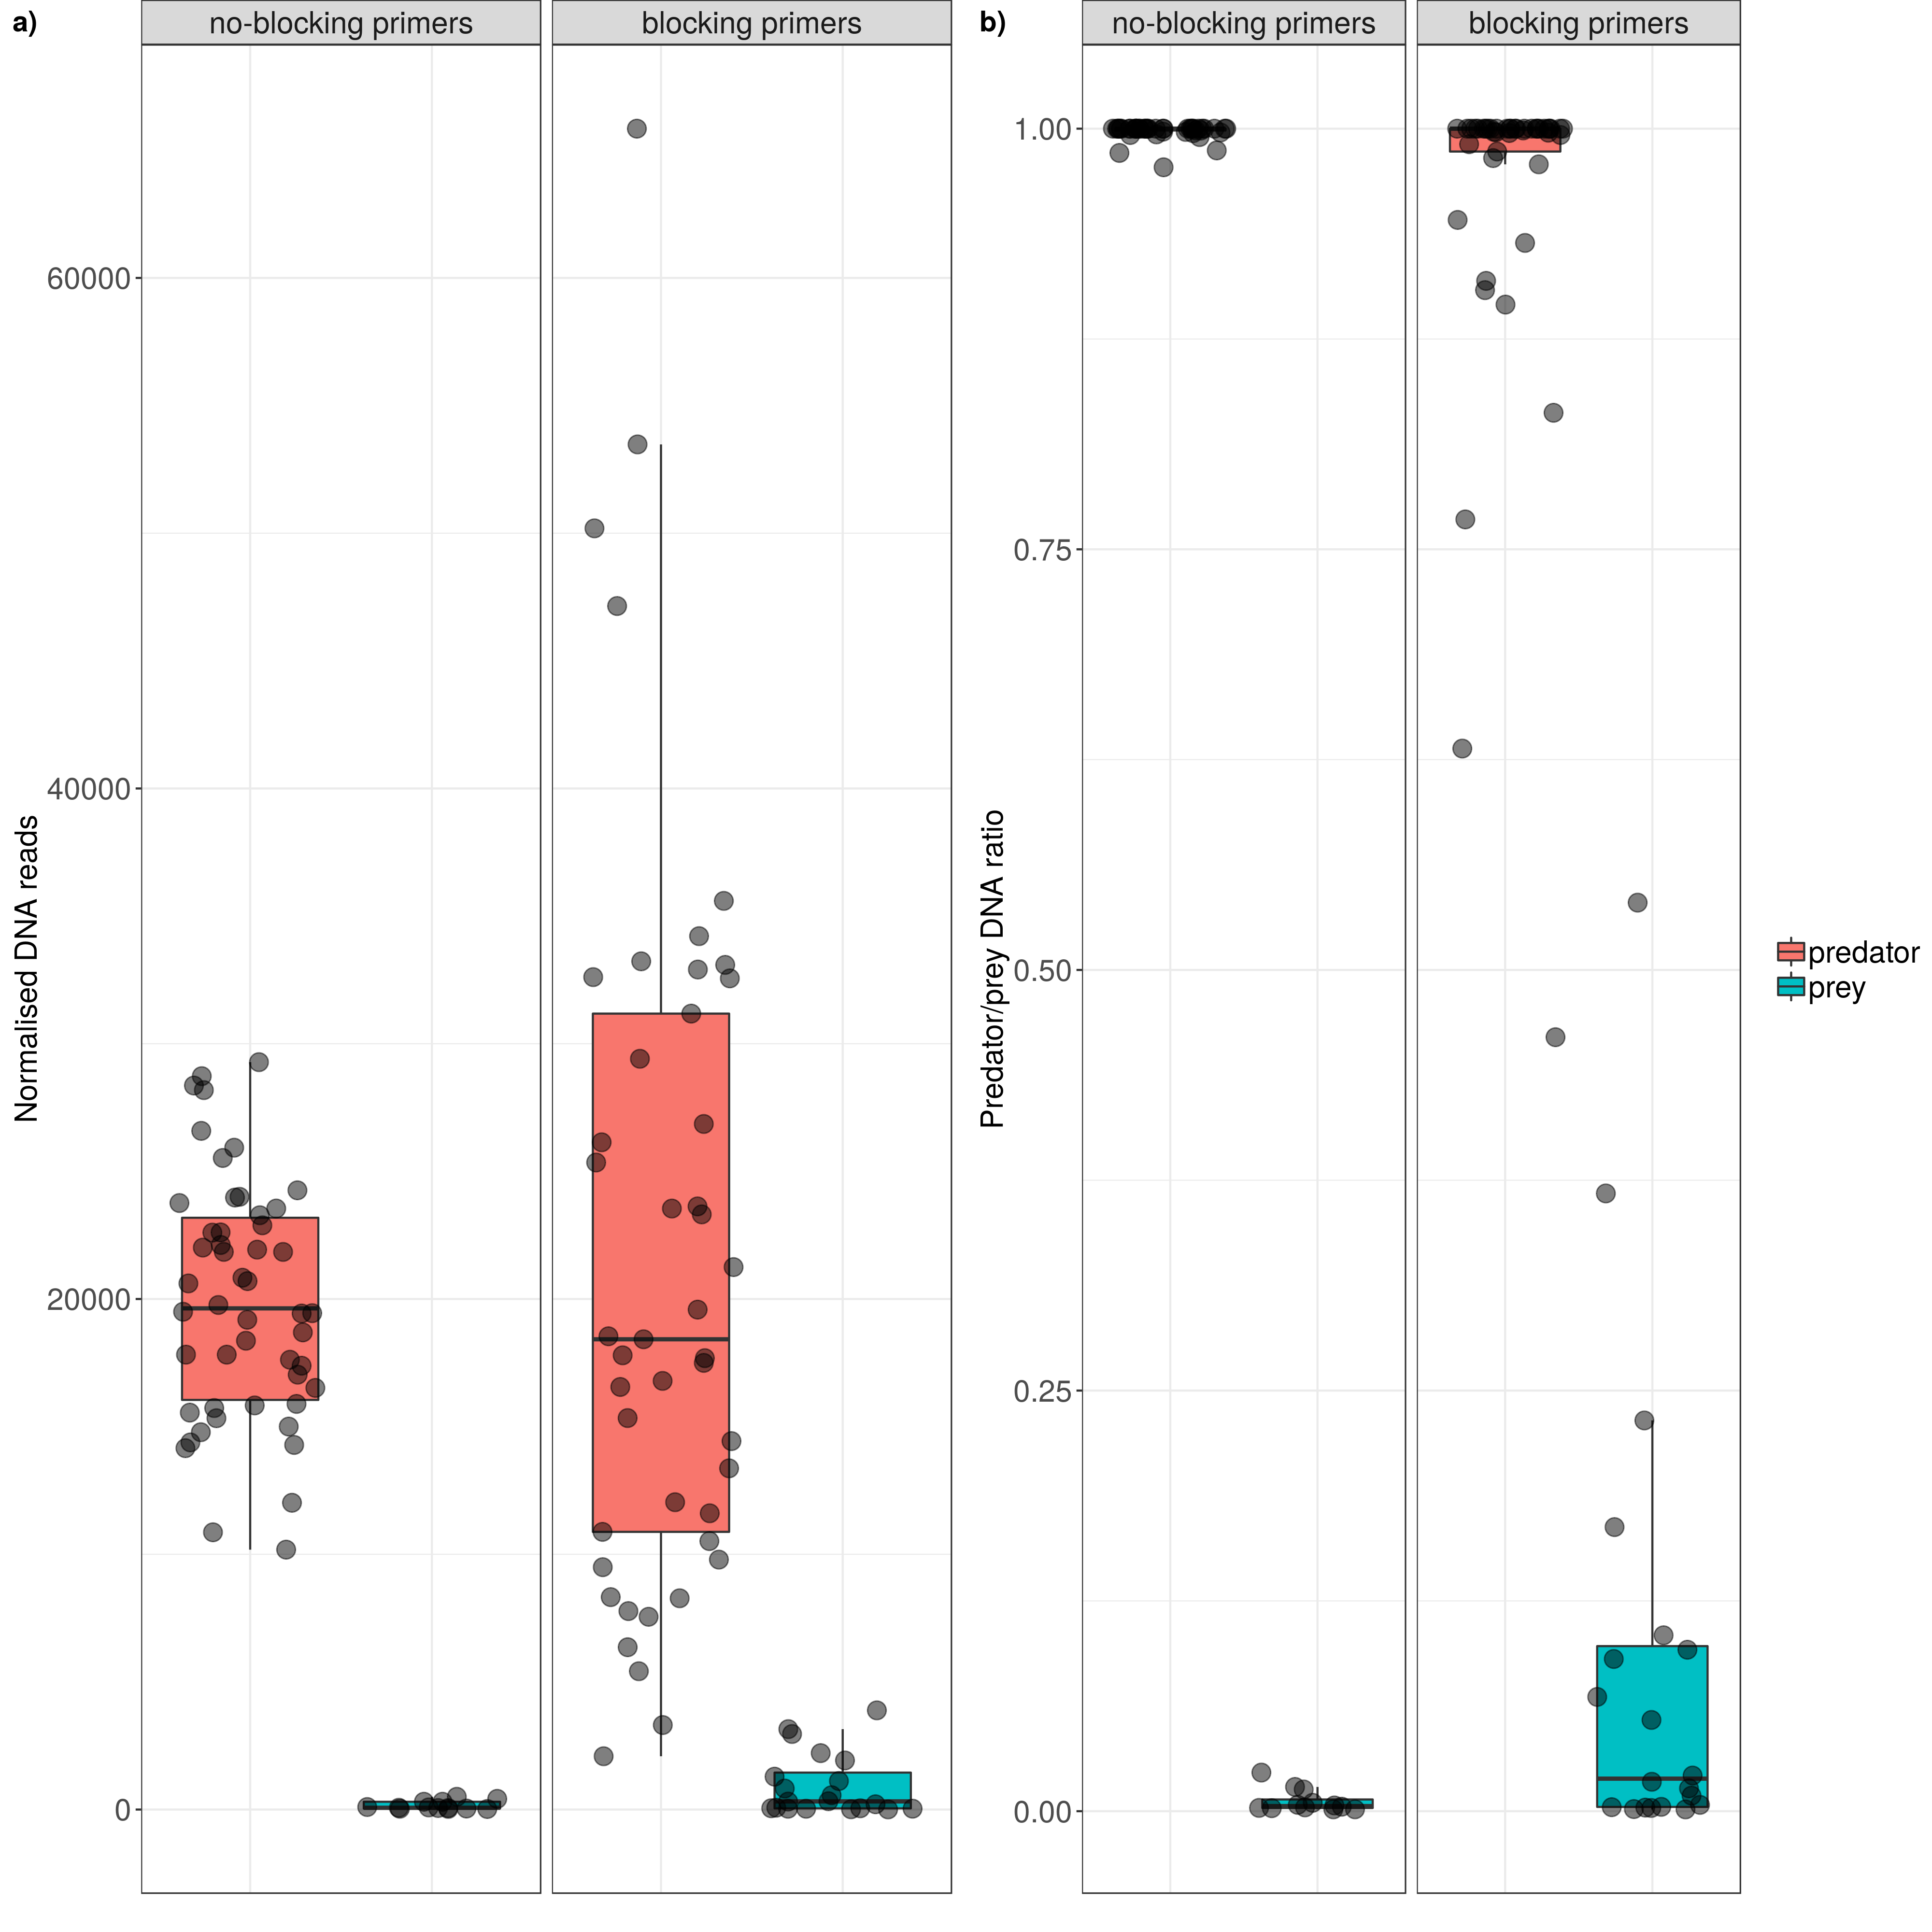 a)
no-blocking primers
blocking primers
Normalised DNA reads
60000
40000
20000
0
b)
no-blocking primers
blocking primers
Predator/prey DNA ratio
1.00
0.75
0.50
0.25
0.00
predator
prey